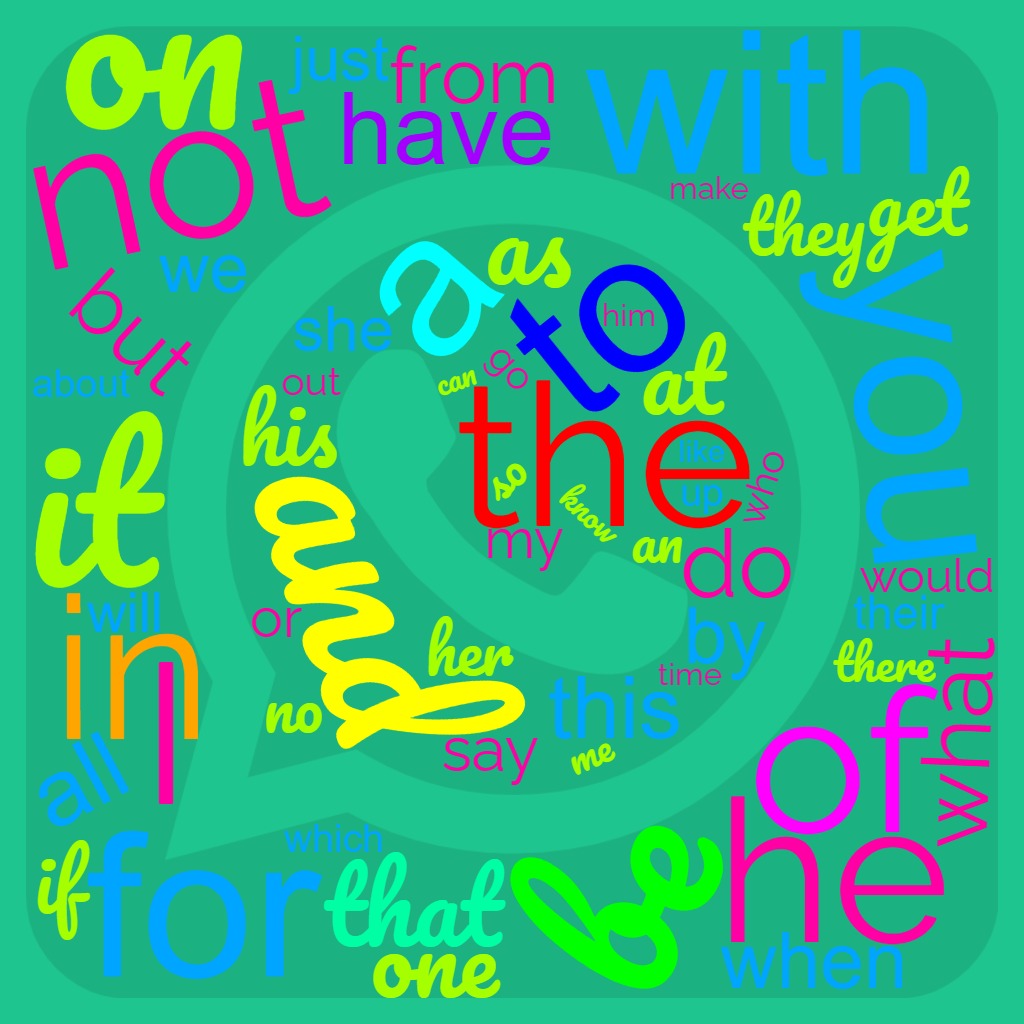 on
just
from
with
have
not
make
they
get
we
a
as
to
him
you
but
she
about
out
can
go
at
his
the
like
up
who
so
know
it
and
my
an
do
would
in
will
or
their
by
her
there
I
time
what
no
this
of
say
me
all
he
which
if
for
that
be
one
when